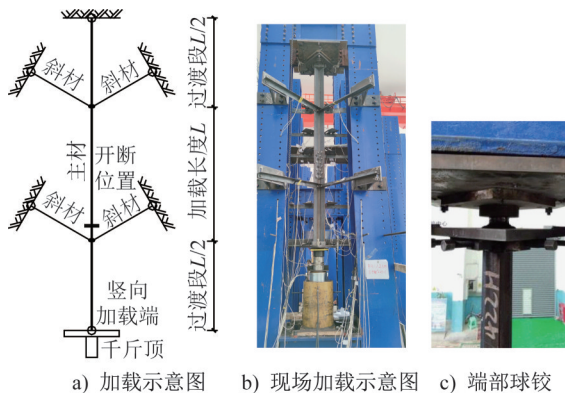 过渡段L/2
斜材 斜材
主材
开断
位置
加载长度L
斜材 斜材
过渡段L/2
竖向
加载端
千斤顶
a) 加载示意图 b) 现场加载示意图 c) 端部球铰